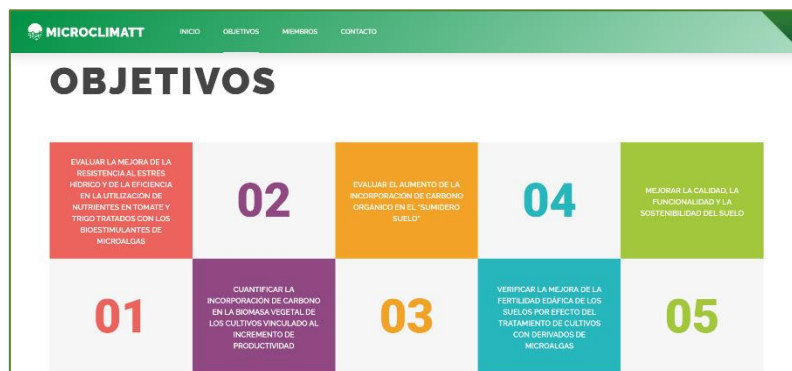 MICROCLIMATT
INICIO OBJETIVOS MIEMBROS CONTACTO
OBJETIVOS
EVALUAR LA MEJORA DE LA
RESISTENCIA AL ESTRÉS
HÍDRICO Y DE LA EFICIENCIA
EN LA UTILIZACIÓN DE
NUTRIENTES EN TOMATE Y
TRIGO TRATADOS CON LOS
BIOESTIMULANTES DE
MICROALGAS
01
02
CUANTIFICAR LA
INCORPORACIÓN DE CARBONO
EN LA BIOMASA VEGETAL DE
LOS CULTIVOS VINCULADO AL
INCREMENTO DE
PRODUCTIVIDAD
EVALUAR EL AUMENTO DE LA
INCORPORACIÓN DE CARBONO
ORGÁNICO EN EL "SUMIDERO
SUELO"
03
04
VERIFICAR LA MEJORA DE LA
FERTILIDAD EDÁFICA DE LOS
SUELOS POR EFECTO DEL
TRATAMIENTO DE CULTIVOS
CON DERIVADOS DE
MICROALGAS
MEJORAR LA CALIDAD, LA
FUNCIONALIDAD Y LA
SOSTENIBILIDAD DEL SUELO
05